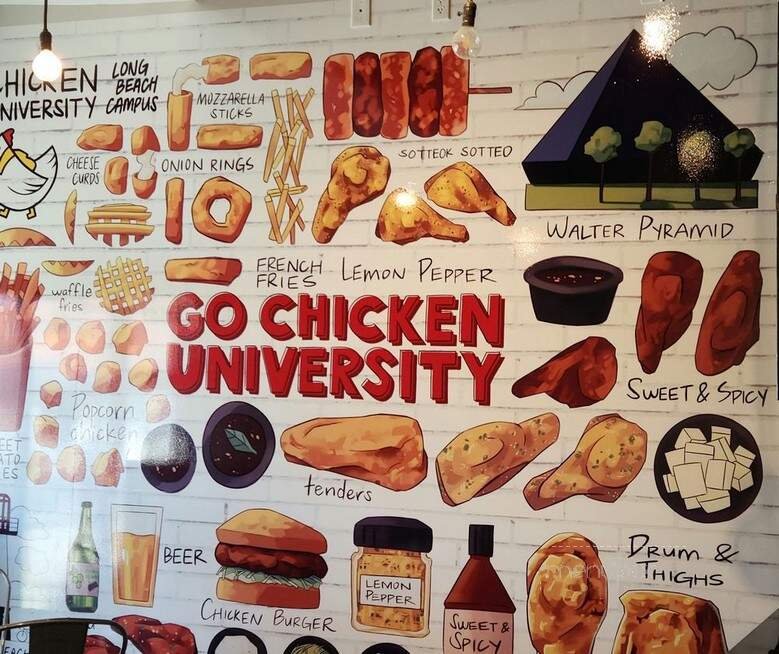 CHICKEN
UNIVERSITY
LONG
BEACH
CAMPUS
MOZZARELLA
STICKS
CHEESE
CURDS
ONION RINGS
SOTTEOK SOTTED
WALTER PYRAMID
waffle
fries
FRENCH
FRIES
LEMON PEPPER
GO CHICKEN
UNIVERSITY
SWEET & SPICY
Popcorn
chicken
tenders
BEER
CHICKEN BURGER
LEMON
PEPPER
SWEET &
SPICY
DRUM &
THIGHS